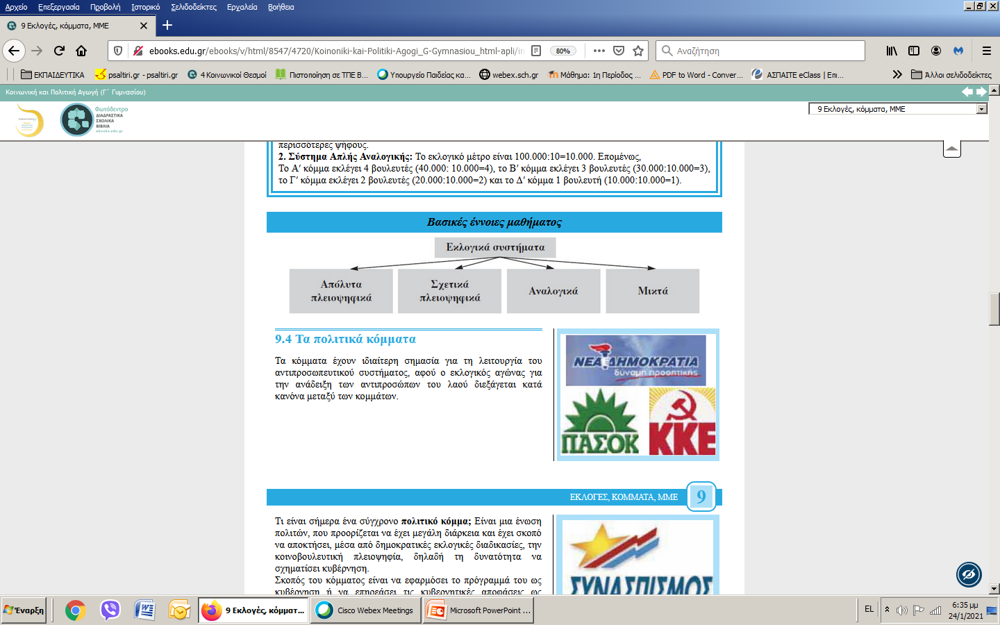 Αρχείο Επεξεργασία Προβολή Ιστορικό Σελιδοδείκτες Εργαλεία Βοήθεια
9 Εκλογές, κόμματα, ΜΜΕ
ebooks.edu.gr/ebooks/v/html/8547/4720/Koinoniki-kai-Politiki-Agogi_G-Gymnasiou_html-apli/in
80%
Αναζήτηση
ΕΚΠΑΙΔΕΥΤΙΚΑ psaltiri.gr - psaltiri.gr 4 Κοινωνικοί Θεσμοί Πιστοποίηση σε ΤΠΕ Β... Υπουργείο Παιδείας κα... webex.sch.gr Μάθημα: 1η Περίοδος ... PDF to Word - Conver... ΑΣΠΑΙΤΕ eClass | Επι... Άλλοι σελιδοδείκτες
Κοινωνική και Πολιτική Αγωγή (Γ΄ Γυμνασίου)
9 Εκλογές, κόμματα, ΜΜΕ
Φωτόδεντρο
ΔΙΑΔΡΑΣΤΙΚΑ
ΣΧΟΛΙΚΑ
ΒΙΒΛΙΑ
ebooks.edu.gr
περισσότερες ψήφους.
2. Σύστημα Απλής Αναλογικής: Το εκλογικό μέτρο είναι 100.000:10=10.000. Επομένως,
Το Α′ κόμμα εκλέγει 4 βουλευτές (40.000: 10.000=4), το Β′ κόμμα εκλέγει 3 βουλευτές (30.000:10.000=3),
το Γ′ κόμμα εκλέγει 2 βουλευτές (20.000:10.000=2) και το Δ′ κόμμα 1 βουλευτή (10.000:10.000=1).
Βασικές έννοιες μαθήματος
Εκλογικά συστήματα
Απόλυτα
πλειοψηφικά
Σχετικά
πλειοψηφικά
Αναλογικά
Μικτά
9.4 Τα πολιτικά κόμματα
Τα κόμματα έχουν ιδιαίτερη σημασία για τη λειτουργία του
αντιπροσωπευτικού συστήματος, αφού ο εκλογικός αγώνας για
την ανάδειξη των αντιπροσώπων του λαού διεξάγεται κατά
κανόνα μεταξύ των κομμάτων.
ΝΕΑ ΔΗΜΟΚΡΑΤΙΑ
δύναμη προοπτικής
ΠΑΣΟΚ
ΚΚΕ
ΕΚΛΟΓΕΣ, ΚΟΜΜΑΤΑ, ΜΜΕ 9
Τι είναι σήμερα ένα σύγχρονο πολιτικό κόμμα; Είναι μια ένωση
πολιτών, που προορίζεται να έχει μεγάλη διάρκεια και έχει σκοπό
να αποκτήσει, μέσα από δημοκρατικές εκλογικές διαδικασίες, την
κοινοβουλευτική πλειοψηφία, δηλαδή τη δυνατότητα να
σχηματίσει κυβέρνηση.
Σκοπός του κόμματος είναι να εφαρμόσει το πρόγραμμά του ως
κυβέρνηση ή να επηρεάσει τις κυβερνητικές αποφάσεις ως
ΣΥΝΑΣΠΙΣΜΟΣ
Έναρξη
9 Εκλογές, κόμματ...
Cisco Webex Meetings
Microsoft PowerPoint ...
EL
6:35 μμ
24/1/2021